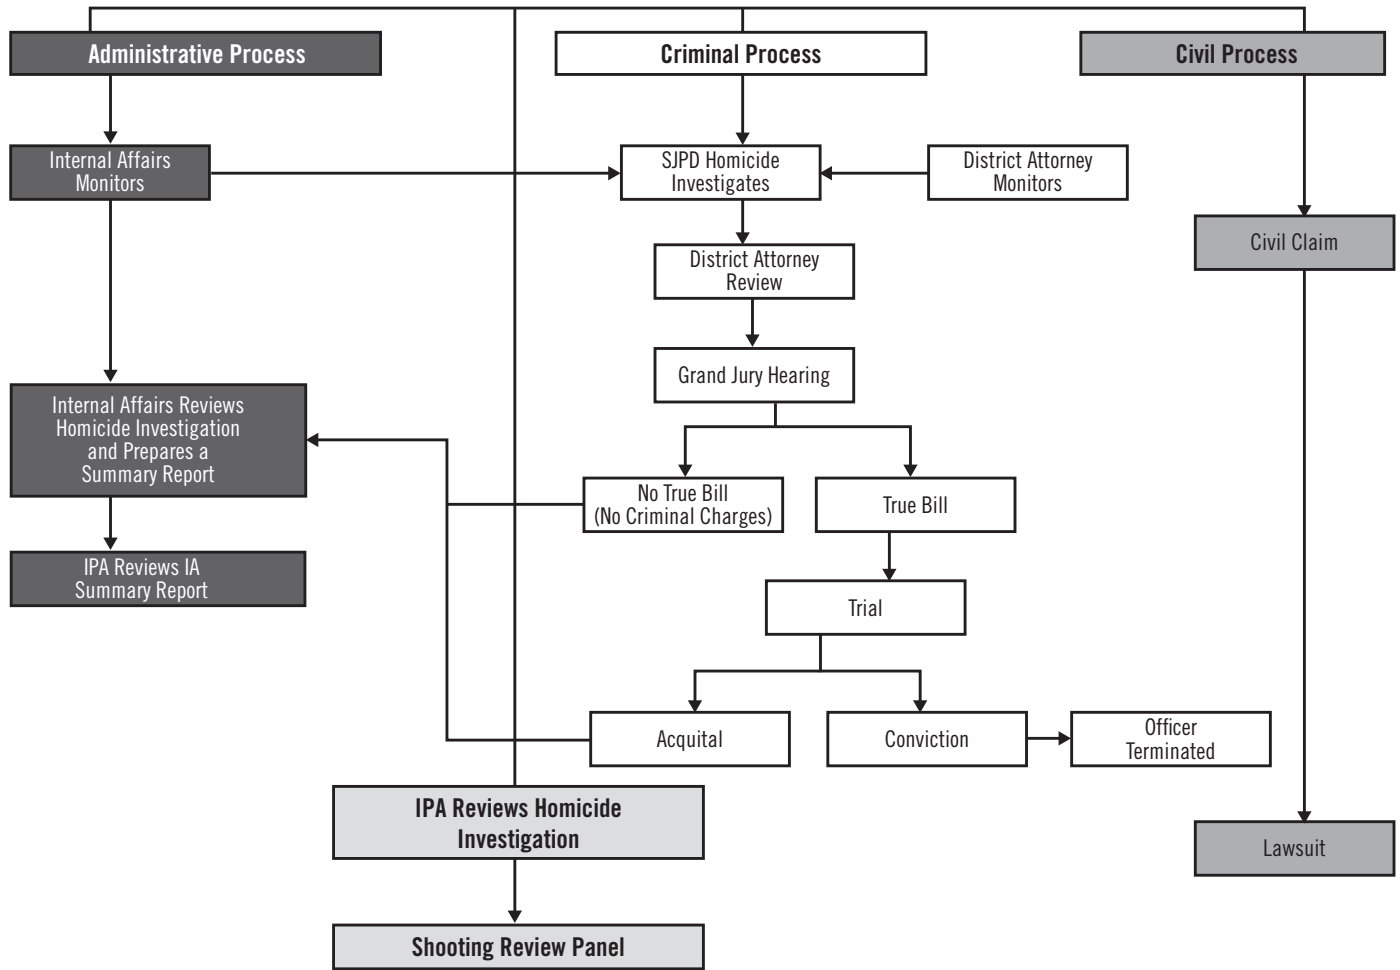 Administrative Process
Criminal Process
Civil Process
Internal Affairs
Monitors
SJPD Homicide
Investigates
District Attorney
Monitors
Civil Claim
District Attorney
Review
Grand Jury Hearing
Internal Affairs Reviews
Homicide Investigation
and Prepares a
Summary Report
No True Bill
(No Criminal Charges)
True Bill
IPA Reviews IA
Summary Report
Trial
Acquital
Conviction
Officer
Terminated
IPA Reviews Homicide
Investigation
Lawsuit
Shooting Review Panel